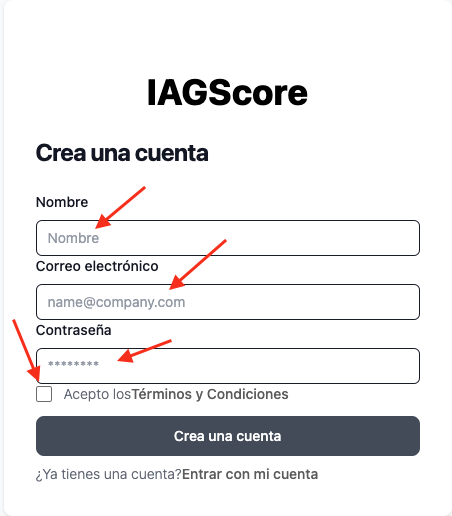 IAGScore
Crea una cuenta
Nombre
Nombre
Correo electrónico
name@company.com
Contraseña
********
Acepto losTérminos y Condiciones
Crea una cuenta
¿Ya tienes una cuenta?Entrar con mi cuenta